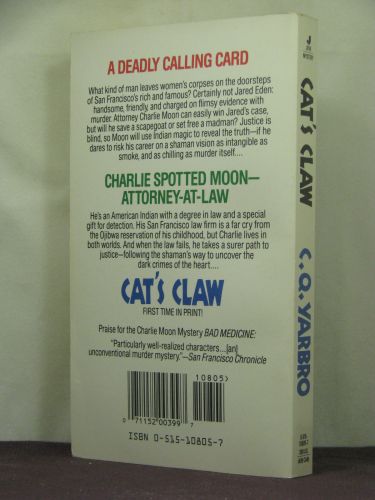 A DEADLY CALLING CARD
What kind of man leaves women's corpses on the doorsteps
of San Francisco's rich and famous? Certainly not Jared Eden:
handsome, friendly, and charged on flimsy evidence with
murder. Attorney Charlie Moon can easily win Jared's case,
but will he save a scapegoat or set free a madman? Justice is
blind, so Moon will use Indian magic to reveal the truth—if he
dares to risk his career on a shaman vision as intangible as
smoke, and as chilling as murder itself....
CHARLIE SPOTTED MOON—
ATTORNEY-AT-LAW
He's an American Indian with a degree in law and a special
gift for detection. His San Francisco law firm is a far cry from
the Ojibwa reservation of his childhood, but Charlie lives in
both worlds. And when the law fails, he takes a surer path to
justice—following the shaman's way to uncover the
dark crimes of the heart....
CAT'S CLAW
FIRST TIME IN PRINT!
Praise for the Charlie Moon Mystery BAD MEDICINE:
"Particularly well-realized characters...[an]
unconventional murder mystery."—San Francisco Chronicle
10805>
0 71152 00399 7
ISBN 0-515-10805-7
J
CAT'S CLAW
C.Q. YARBRO